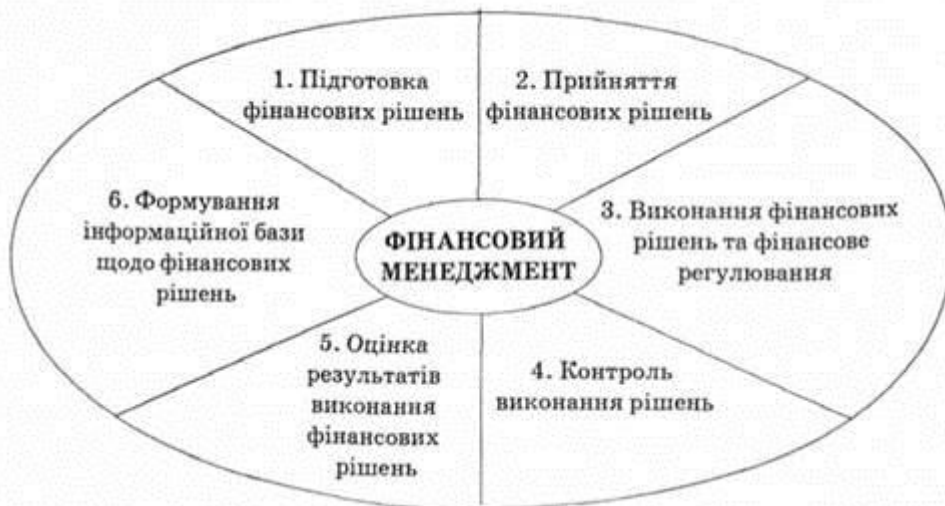 1. Підготовка
фінансових рішень
2. Прийняття
фінансових рішень
3. Виконання фінансових
рішень та фінансове
регулювання
4. Контроль
виконання рішень
5. Оцінка
результатів
виконання
фінансових
рішень
6. Формування
інформаційної бази
щодо фінансових
рішень
ФІНАНСОВИЙ
МЕНЕДЖМЕНТ